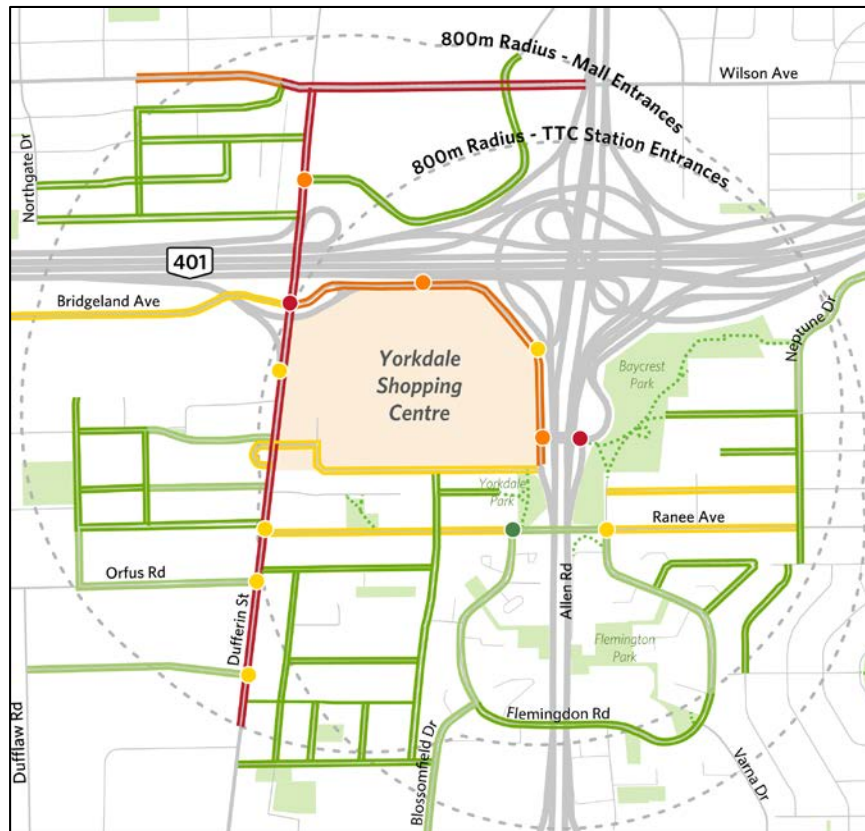 800m Radius - Mall Entrances
Wilson Ave
800m Radius - TTC Station Entrances
Northgate Dr
401
Bridgeland Ave
Neptune Dr
Yorkdale
Shopping
Centre
Baycrest
Park
Yorkdale
Park
Ranee Ave
Orfus Rd
Allen Rd
Dufferin St
Flemington
Park
Flemingdon Rd
Dufflaw Rd
Blossomfield Dr
Varna Dr